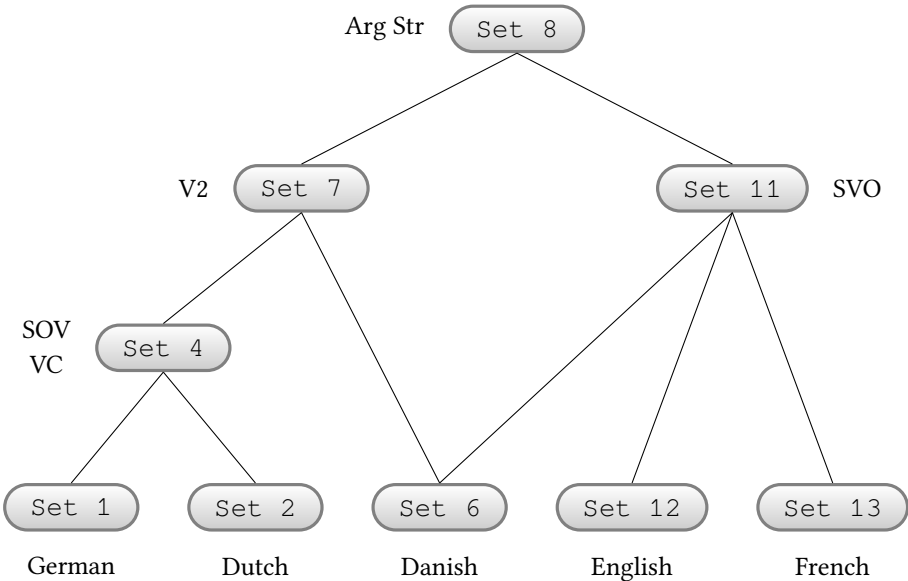 Arg Str Set 8
V2 Set 7 Set 11 SVO
SOV
VC Set 4
Set 1 Set 2 Set 6 Set 12 Set 13
German Dutch Danish English French